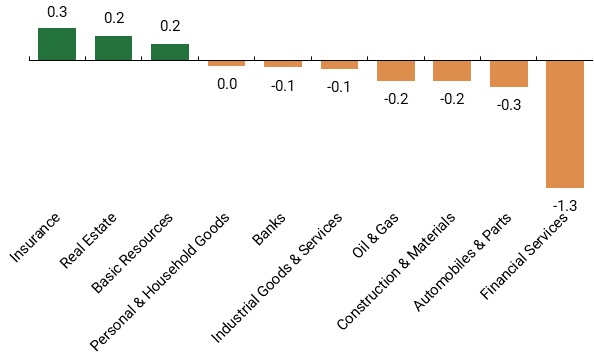 0.3
0.2
0.2
0.0
-0.1
-0.1
-0.2
-0.2
-0.3
-1.3
Insurance
Real Estate
Basic Resources
Personal & Household Goods
Banks
Industrial Goods & Services
Oil & Gas
Construction & Materials
Automobiles & Parts
Financial Services